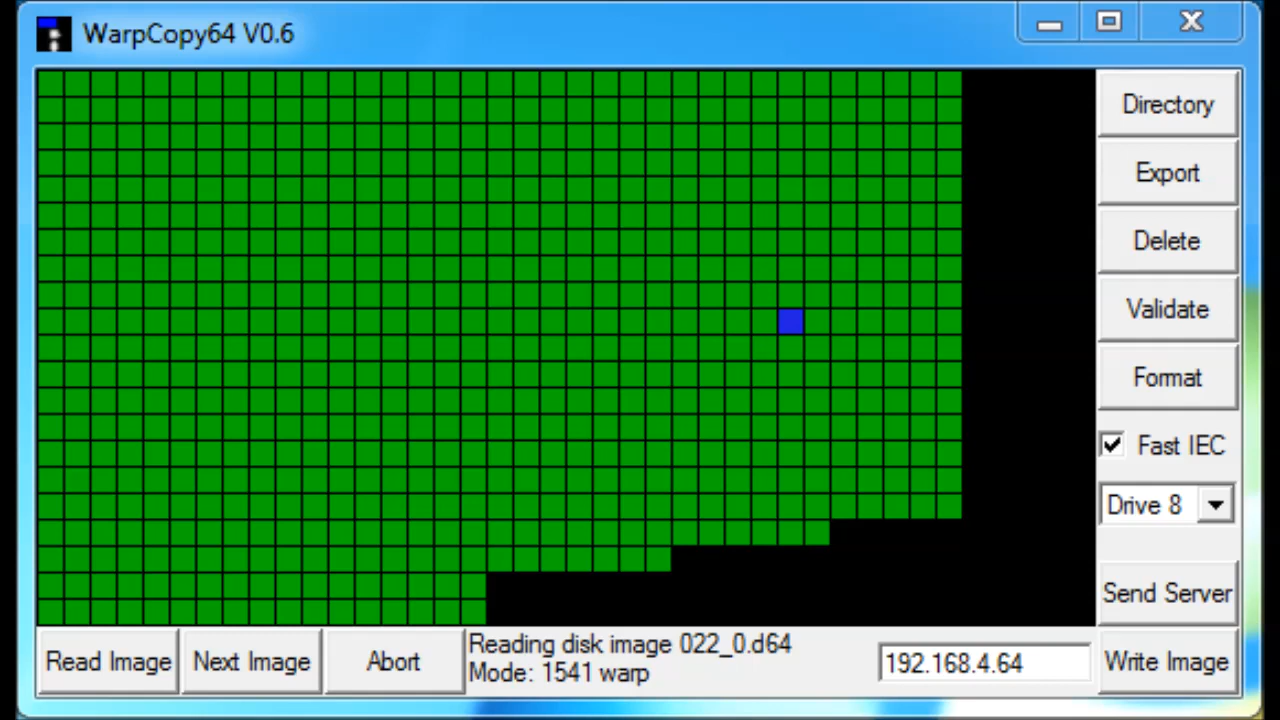 WarpCopy64 V0.6
Directory
Export
Delete
Validate
Format
Fast IEC
Drive 8
Send Server
Read Image
Next Image
Abort
Reading disk image 022_0.d64
Mode: 1541 warp
192.168.4.64
Write Image